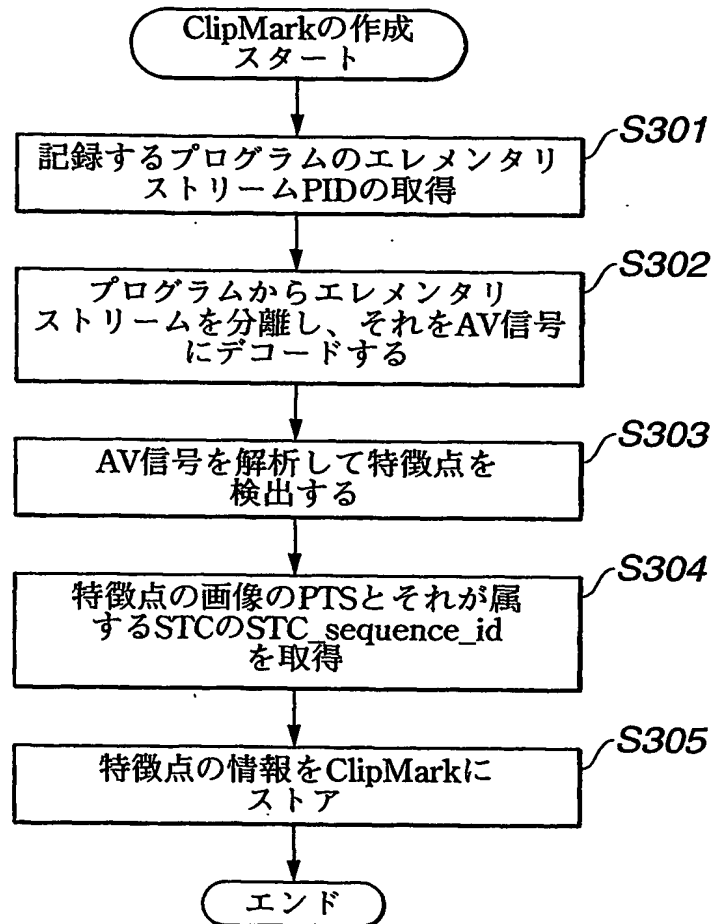 ClipMarkの作成
スタート
S301
記録するプログラムのエレメンタリ
ストリームPIDの取得
S302
プログラムからエレメンタリ
ストリームを分離し、それをAV信号
にデコードする
S303
AV信号を解析して特徴点を
検出する
S304
特徴点の画像のPTSとそれが属
するSTCのSTC_sequence_id
を取得
S305
特徴点の情報をClipMarkに
ストア
エンド